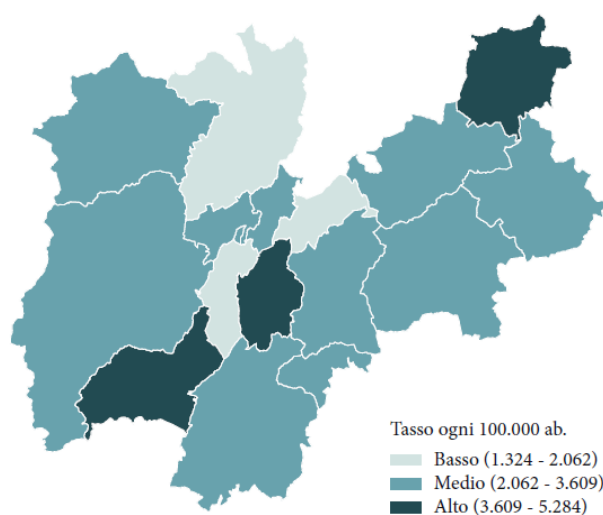 Tasso ogni 100.000 ab.
Basso (1.324 - 2.062)
Medio (2.062 - 3.609)
Alto (3.609 - 5.284)